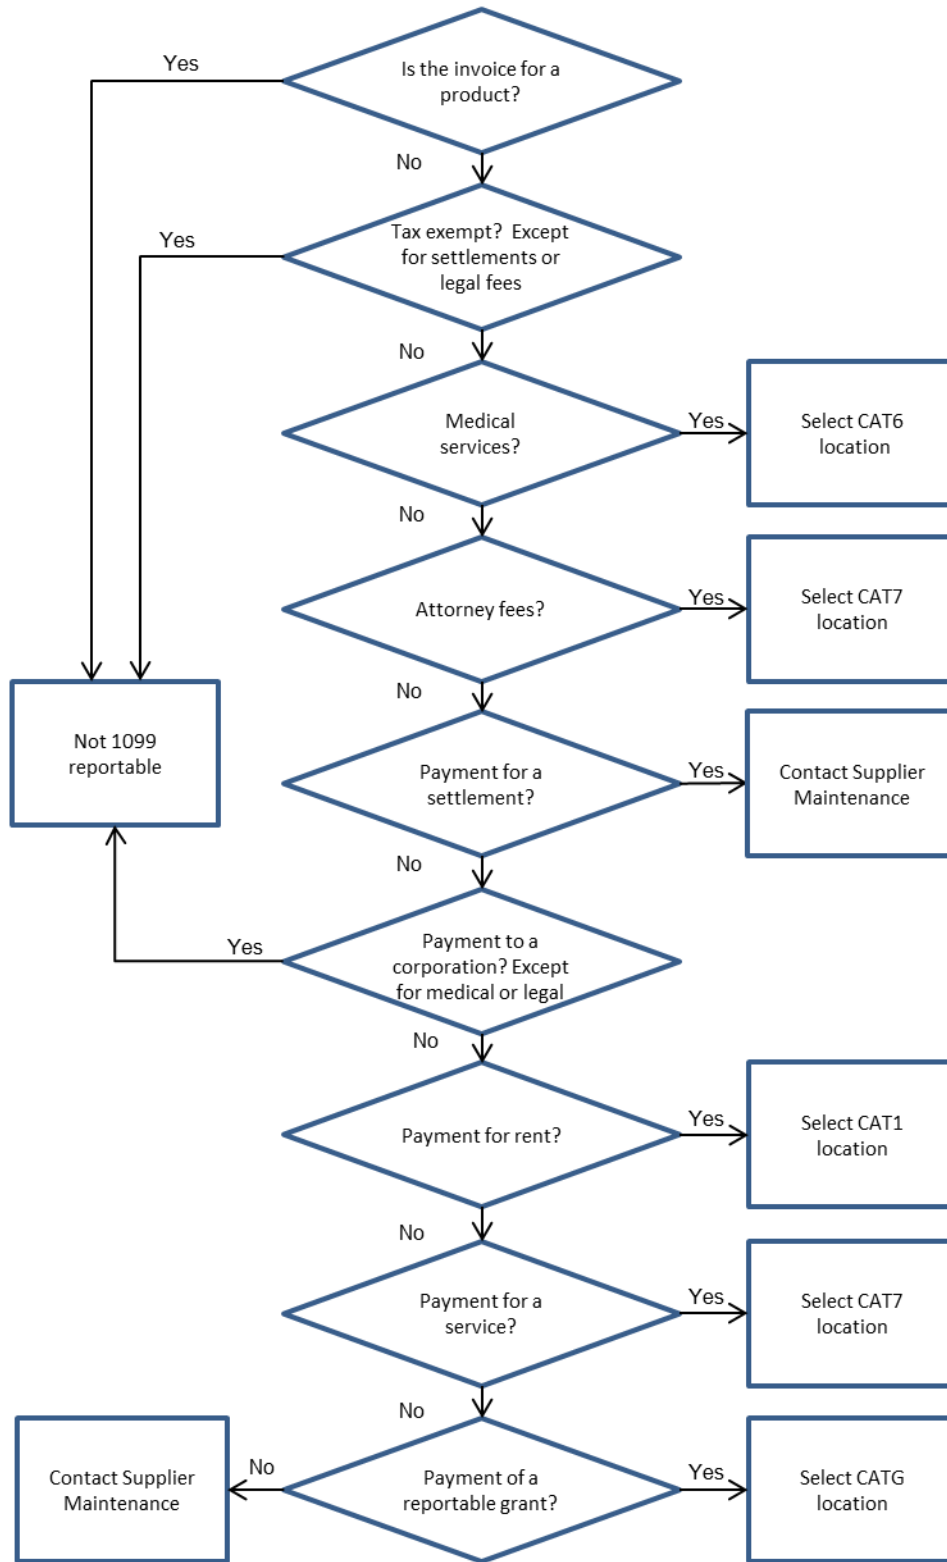 Is the invoice for a
product?
Yes
No
Tax exempt?  Except
for settlements or
legal fees
Yes
No
Medical
services?
Yes
Select CAT6
location
No
Attorney fees?
Yes
Select CAT7
location
No
Not 1099
reportable
Payment for a
settlement?
Yes
Contact Supplier
Maintenance
No
Payment to a
corporation? Except
for medical or legal
Yes
No
Payment for rent?
Yes
Select CAT1
location
No
Payment for a
service?
Yes
Select CAT7
location
No
Payment of a
reportable grant?
No
Contact Supplier
Maintenance
Yes
Select CATG
location